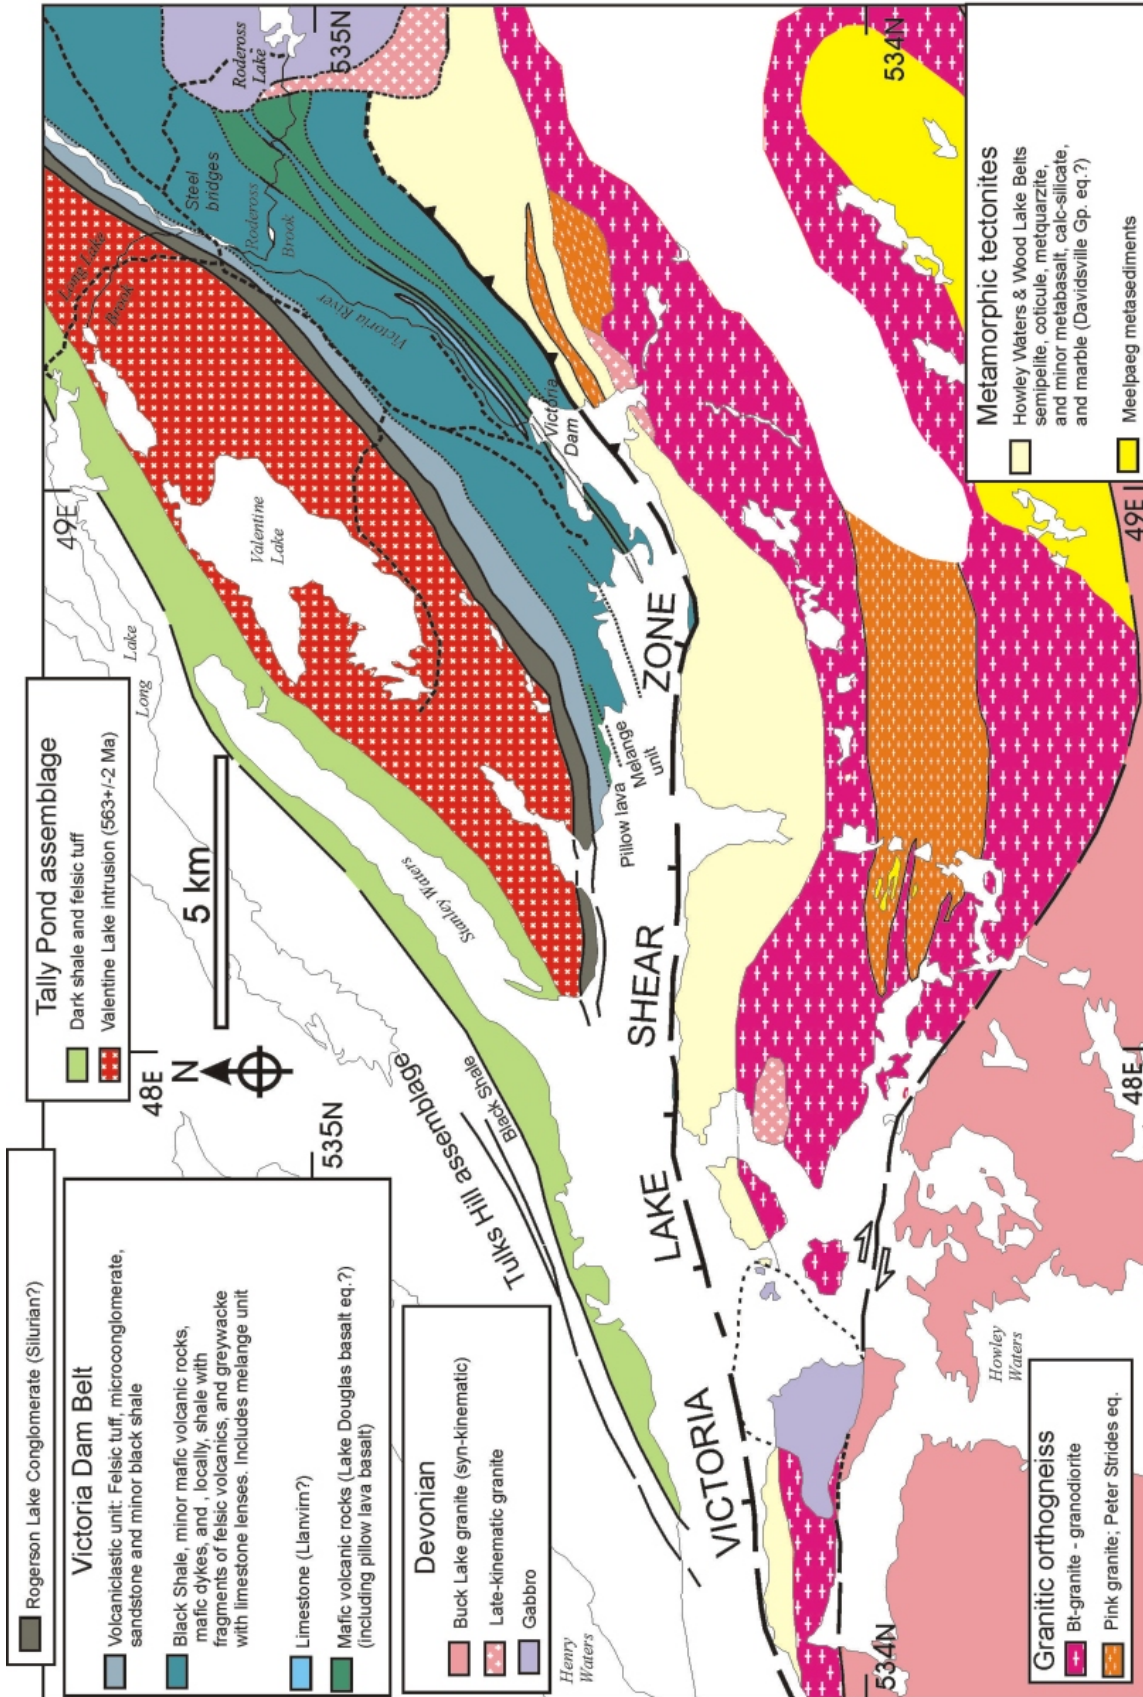 Rogerson Lake Conglomerate (Silurian?)
Victoria Dam Belt
Volcaniclastic unit: Felsic tuff, microconglomerate,
sandstone and minor black shale
Black Shale, minor mafic volcanic rocks,
mafic dykes, and , locally, shale with
fragments of felsic volcanics, and greywacke
with limestone lenses. Includes melange unit
Limestone (Llanvirn?)
Mafic volcanic rocks (Lake Douglas basalt eq.?)
(including pillow lava basalt)
Devonian
Buck Lake granite (syn-kinematic)
Late-kinematic granite
Gabbro
Tally Pond assemblage
Dark shale and felsic tuff
Valentine Lake intrusion (563+/-2 Ma)
48E
N
5 km
535N
49E
Long
Lake
Valentine
Lake
Long Lake
Brook
Steel
bridges
Rodeross
Lake
535N
Rodeross
Brook
Victoria River
Victoria
Dam
Stanley Waters
Pillow lava
Melange
unit
Tulks Hill assemblage
Black Shale
VICTORIA
LAKE
SHEAR
ZONE
Henry
Waters
534N
Howley
Waters
48E
49E
534N
Granitic orthogneiss
Bt-granite - granodiorite
Pink granite; Peter Strides eq.
Metamorphic tectonites
Howley Waters & Wood Lake Belts
semipelite, coticule, metquarzite,
and minor metabasalt, calc-silicate,
and marble (Davidsville Gp. eq.?)
Meelpaeg metasediments